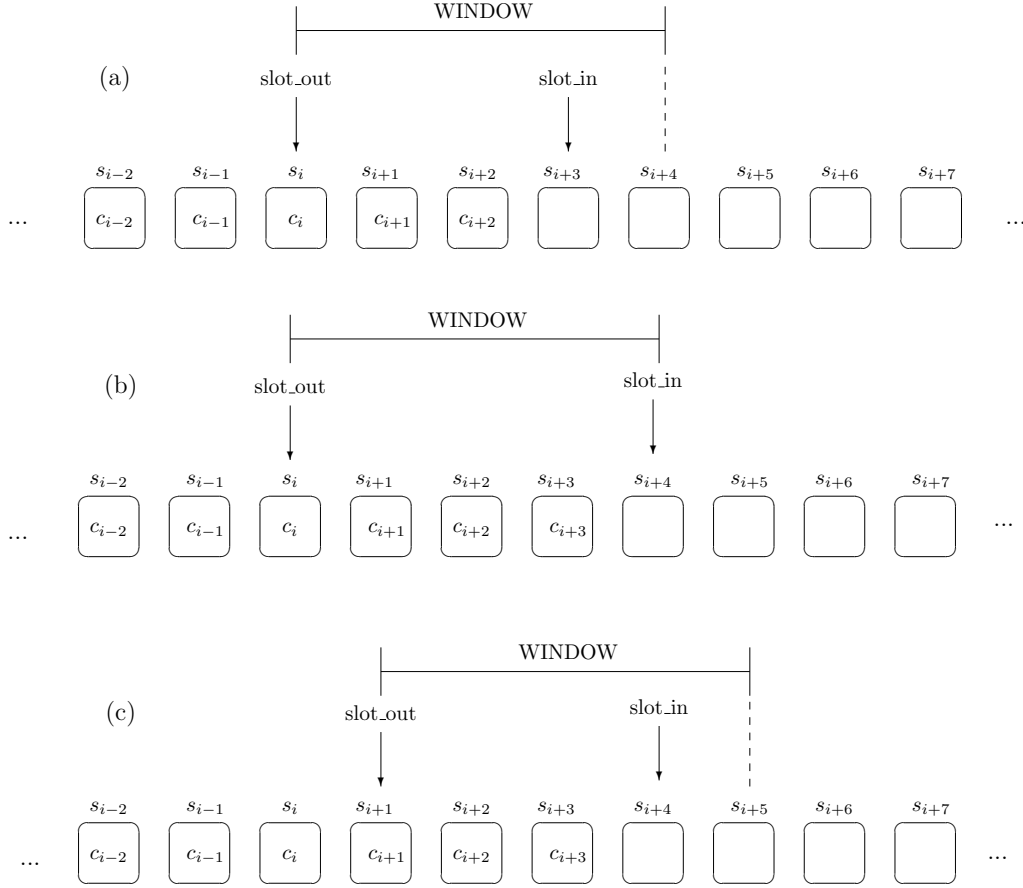 WINDOW
(a) slot_out slot_in
s_{i−2} s_{i−1} s_i s_{i+1} s_{i+2} s_{i+3} s_{i+4} s_{i+5} s_{i+6} s_{i+7}
... c_{i−2} c_{i−1} c_i c_{i+1} c_{i+2} ...
WINDOW
(b) slot_out slot_in
s_{i−2} s_{i−1} s_i s_{i+1} s_{i+2} s_{i+3} s_{i+4} s_{i+5} s_{i+6} s_{i+7}
... c_{i−2} c_{i−1} c_i c_{i+1} c_{i+2} c_{i+3} ...
WINDOW
(c) slot_out slot_in
s_{i−2} s_{i−1} s_i s_{i+1} s_{i+2} s_{i+3} s_{i+4} s_{i+5} s_{i+6} s_{i+7}
... c_{i−2} c_{i−1} c_i c_{i+1} c_{i+2} c_{i+3} ...